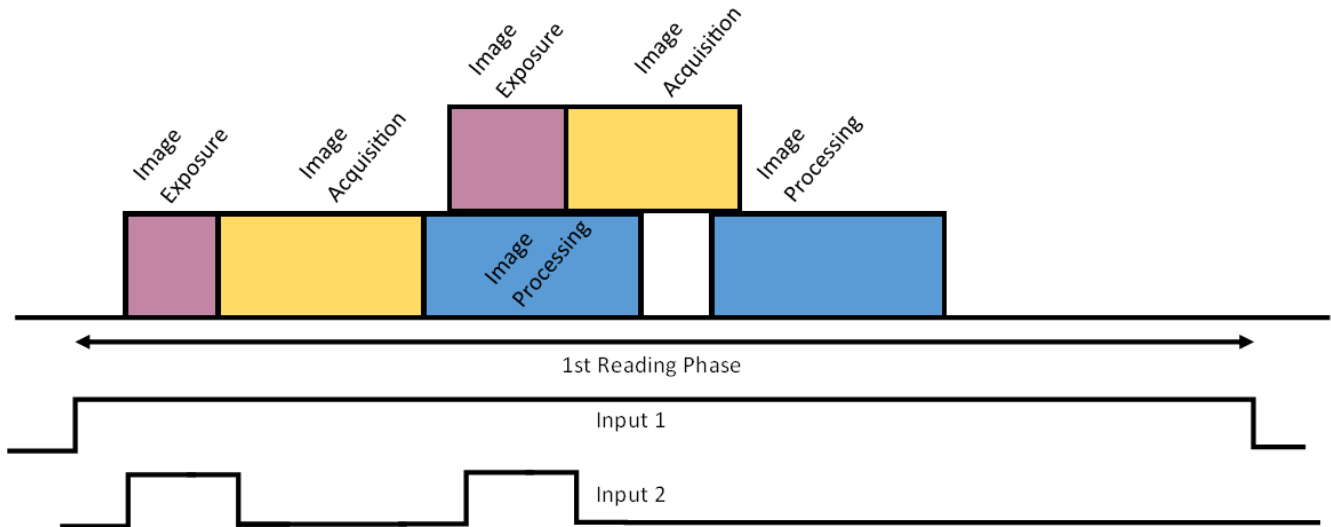 Image
Exposure
Image
Acquisition
Image
Exposure
Image
Acquisition
Image
Processing
Image
Processing
1st Reading Phase
Input 1
Input 2